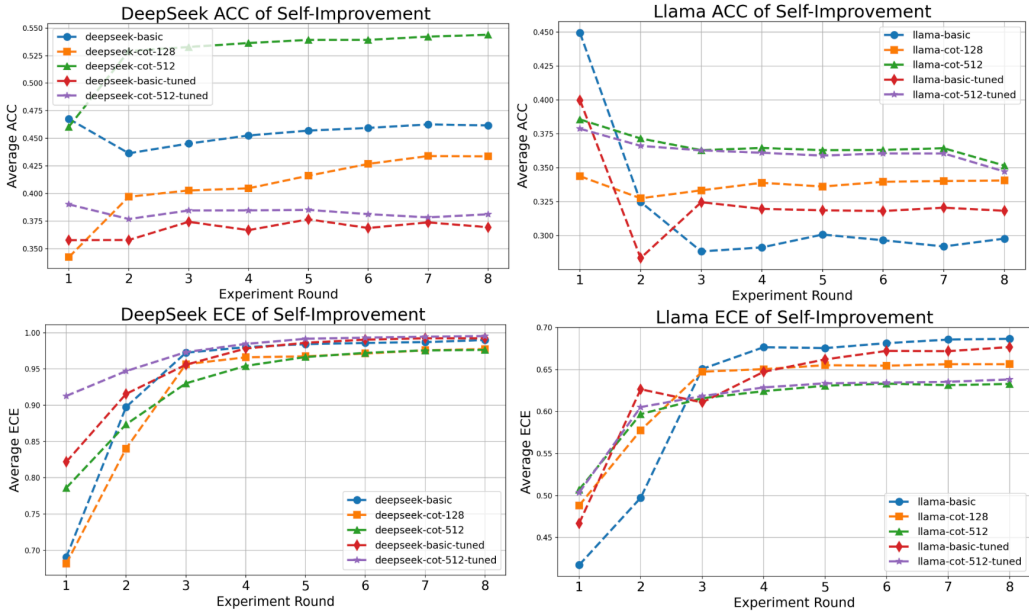 DeepSeek ACC of Self-Improvement
Average ACC
0.550
0.525
0.500
0.475
0.450
0.425
0.400
0.375
0.350
deepseek-basic
deepseek-cot-128
deepseek-cot-512
deepseek-basic-tuned
deepseek-cot-512-tuned
1 2 3 4 5 6 7 8
Experiment Round
Llama ACC of Self-Improvement
Average ACC
0.450
0.425
0.400
0.375
0.350
0.325
0.300
llama-basic
llama-cot-128
llama-cot-512
llama-basic-tuned
llama-cot-512-tuned
1 2 3 4 5 6 7 8
Experiment Round
DeepSeek ECE of Self-Improvement
Average ECE
1.00
0.95
0.90
0.85
0.80
0.75
0.70
deepseek-basic
deepseek-cot-128
deepseek-cot-512
deepseek-basic-tuned
deepseek-cot-512-tuned
1 2 3 4 5 6 7 8
Experiment Round
Llama ECE of Self-Improvement
Average ECE
0.70
0.65
0.60
0.55
0.50
0.45
llama-basic
llama-cot-128
llama-cot-512
llama-basic-tuned
llama-cot-512-tuned
1 2 3 4 5 6 7 8
Experiment Round